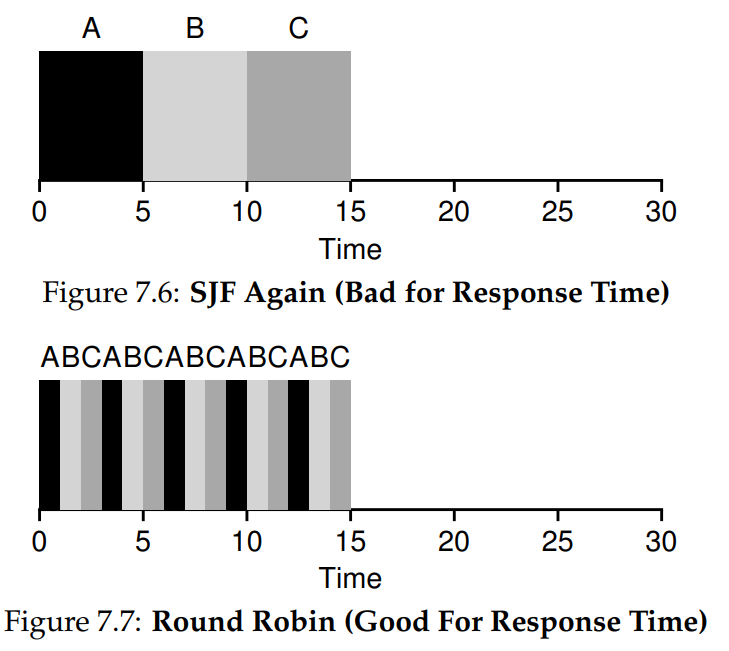 A B C
0 5 10 15 20 25 30
Time
Figure 7.6: SJF Again (Bad for Response Time)
ABCABCABCABCABC
0 5 10 15 20 25 30
Time
Figure 7.7: Round Robin (Good For Response Time)